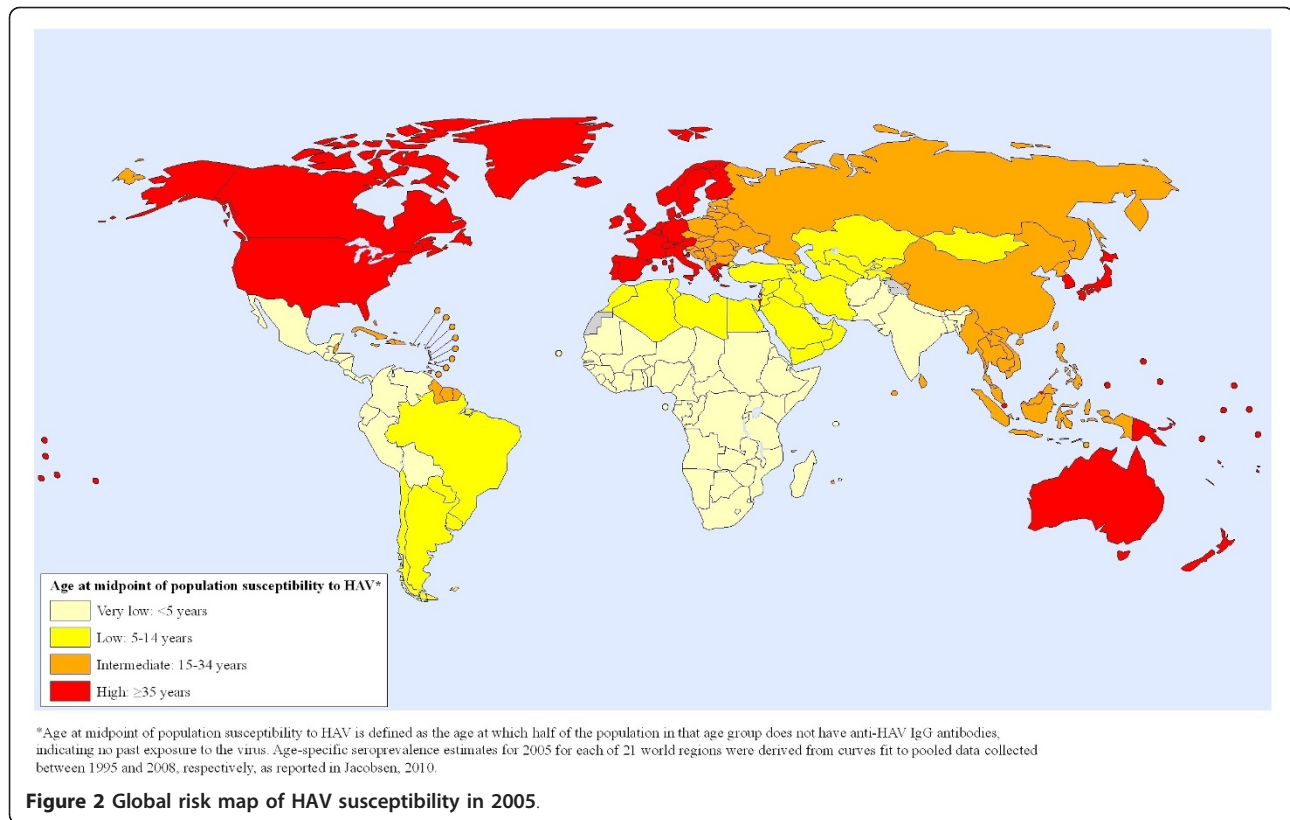 Age at midpoint of population susceptibility to HAV*
Very low: <5 years
Low: 5-14 years
Intermediate: 15-34 years
High: ≥35 years
*Age at midpoint of population susceptibility to HAV is defined as the age at which half of the population in that age group does not have anti-HAV IgG antibodies,
indicating no past exposure to the virus. Age-specific seroprevalence estimates for 2005 for each of 21 world regions were derived from curves fit to pooled data collected
between 1995 and 2008, respectively, as reported in Jacobsen, 2010.
Figure 2 Global risk map of HAV susceptibility in 2005.